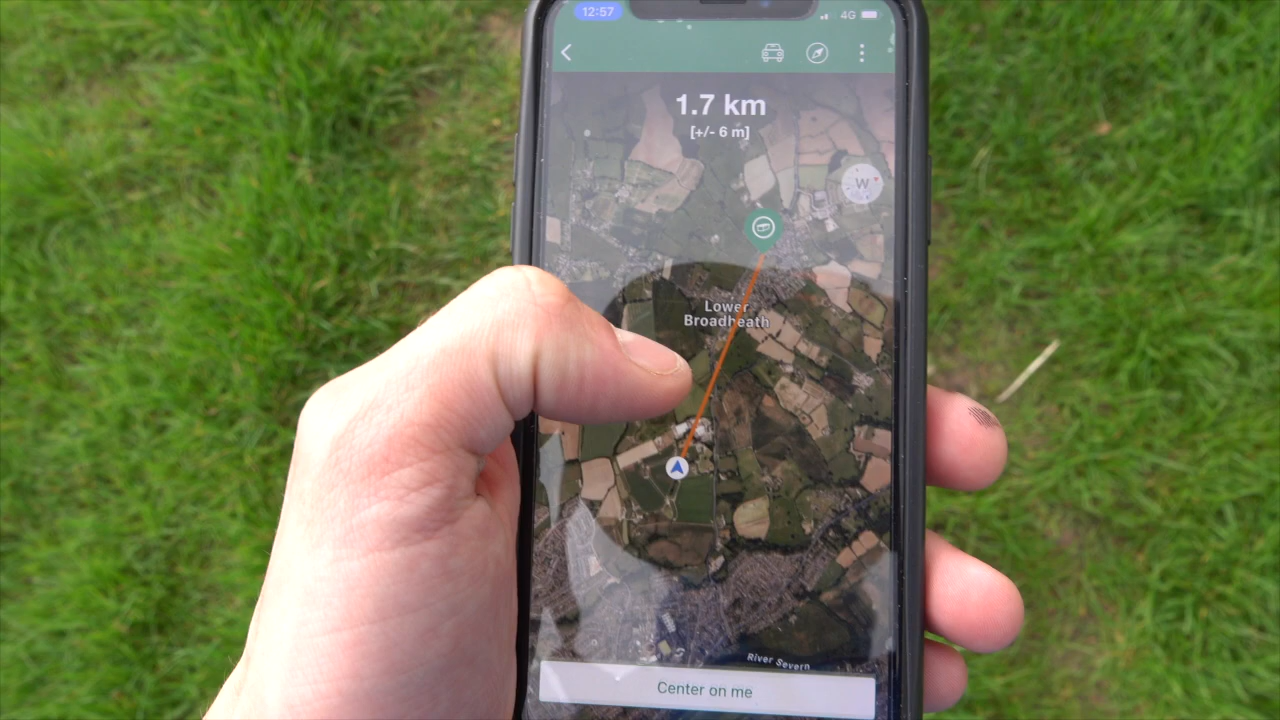 12:57
4G
1.7 km
[+/- 6 m]
W
Lower
Broadheath
River Severn
Center on me